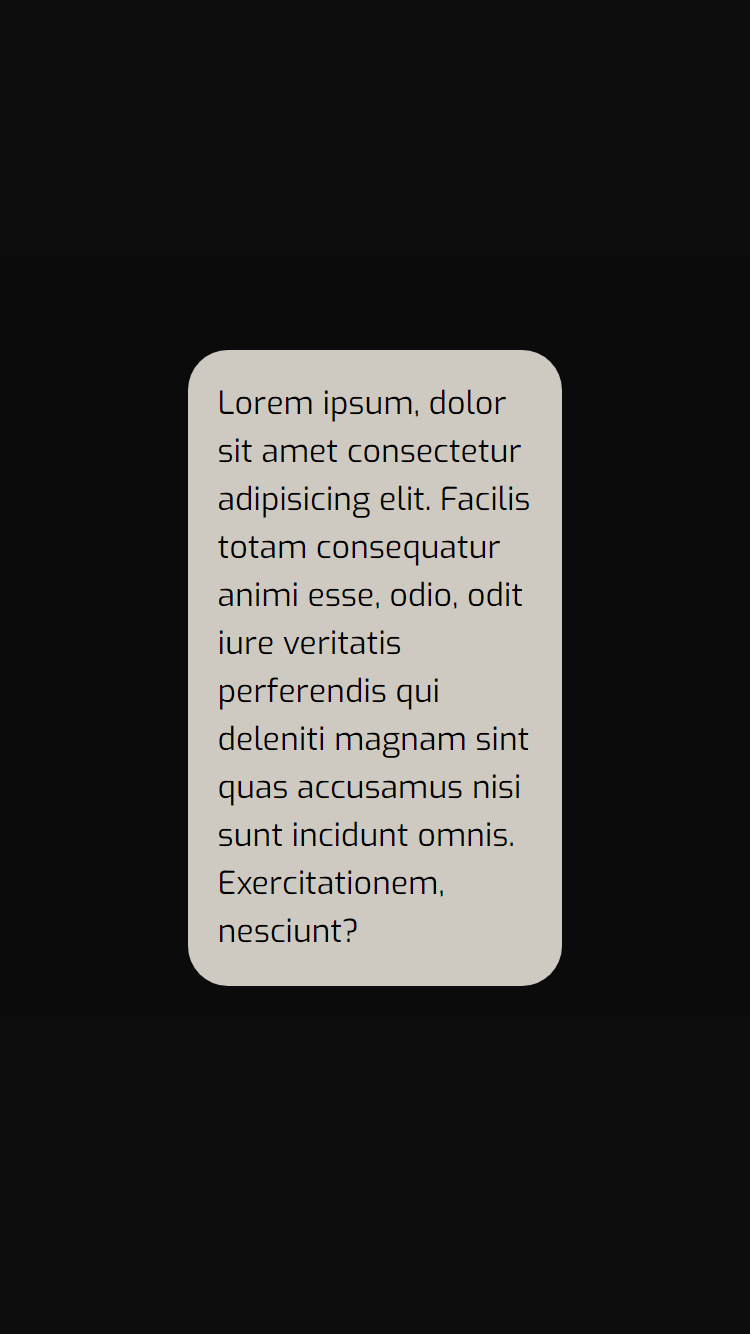 Lorem ipsum, dolor
sit amet consectetur
adipisicing elit. Facilis
totam consequatur
animi esse, odio, odit
iure veritatis
perferendis qui
deleniti magnam sint
quas accusamus nisi
sunt incidunt omnis.
Exercitationem,
nesciunt?